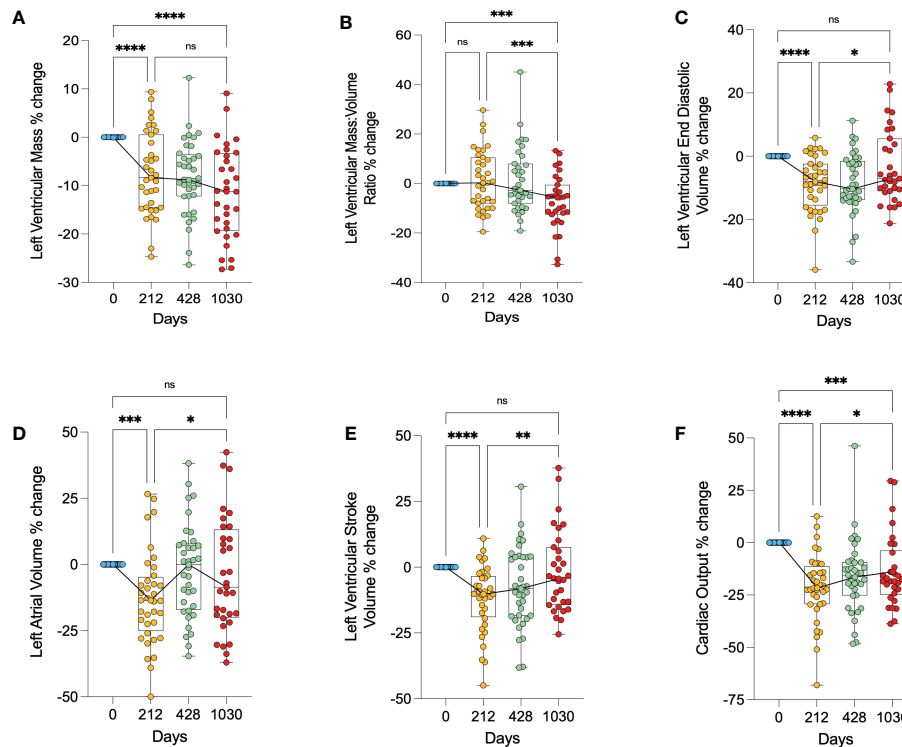 A
****
****
ns
Left Ventricular Mass % change
20
10
0
-10
-20
-30
0 212 428 1030
Days
B
***
ns
***
Left Ventricular Mass:Volume
Ratio % change
60
40
20
0
-20
-40
0 212 428 1030
Days
C
ns
****
*
Left Ventricular End Diastolic
Volume % change
40
20
0
-20
-40
0 212 428 1030
Days
D
ns
***
*
Left Atrial Volume % change
50
25
0
-25
-50
0 212 428 1030
Days
E
ns
****
**
Left Ventricular Stroke
Volume % change
50
25
0
-25
-50
0 212 428 1030
Days
F
***
****
*
Cardiac Output % change
50
25
0
-25
-50
-75
0 212 428 1030
Days